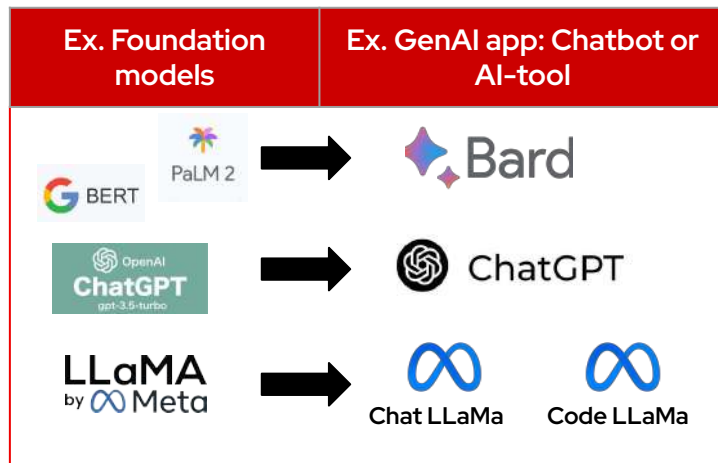 Ex. Foundation
models
Ex. GenAI app: Chatbot or
AI-tool
PaLM 2
G BERT
Bard
OpenAI
ChatGPT
gpt-3.5-turbo
ChatGPT
LLaMA
by Meta
Chat LLaMa
Code LLaMa